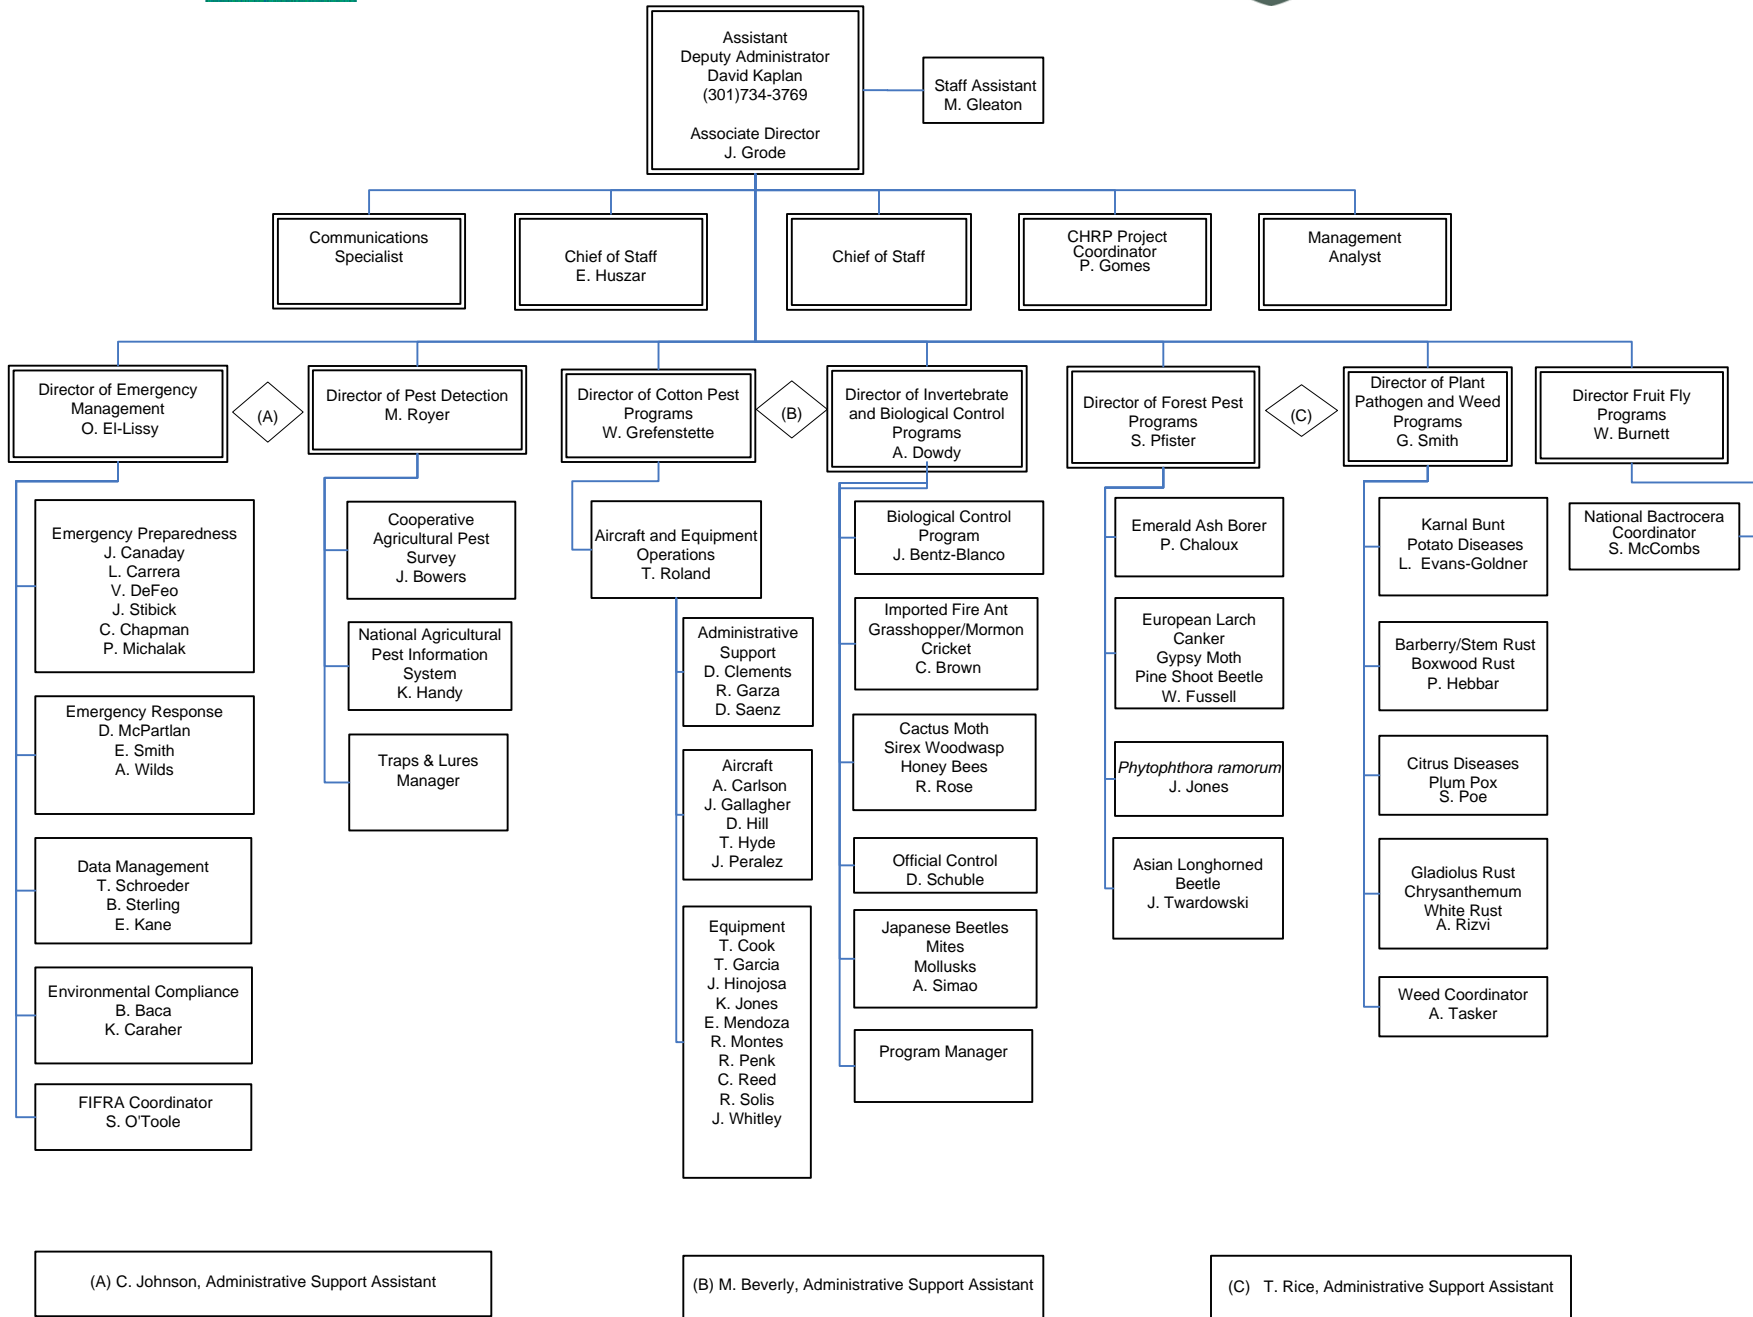 Assistant
Deputy Administrator
David Kaplan
(301)734-3769
Associate Director
J. Grode
Staff Assistant
M. Gleaton
Communications
Specialist
Chief of Staff
E. Huszar
Chief of Staff
CHRP Project
Coordinator
P. Gomes
Management
Analyst
Director of Emergency
Management
O. El-Lissy
(A)
Director of Pest Detection
M. Royer
Director of Cotton Pest
Programs
W. Grefenstette
(B)
Director of Invertebrate
and Biological Control
Programs
A. Dowdy
Director of Forest Pest
Programs
S. Pfister
(C)
Director of Plant
Pathogen and Weed
Programs
G. Smith
Director Fruit Fly
Programs
W. Burnett
Emergency Preparedness
J. Canaday
L. Carrera
V. DeFeo
J. Stibick
C. Chapman
P. Michalak
Emergency Response
D. McPartlan
E. Smith
A. Wilds
Data Management
T. Schroeder
B. Sterling
E. Kane
Environmental Compliance
B. Baca
K. Caraher
FIFRA Coordinator
S. O'Toole
Cooperative
Agricultural Pest
Survey
J. Bowers
National Agricultural
Pest Information
System
K. Handy
Traps & Lures
Manager
Aircraft and Equipment
Operations
T. Roland
Administrative
Support
D. Clements
R. Garza
D. Saenz
Aircraft
A. Carlson
J. Gallagher
D. Hill
T. Hyde
J. Peralez
Equipment
T. Cook
T. Garcia
J. Hinojosa
K. Jones
E. Mendoza
R. Montes
R. Penk
C. Reed
R. Solis
J. Whitley
Biological Control
Program
J. Bentz-Blanco
Imported Fire Ant
Grasshopper/Mormon
Cricket
C. Brown
Cactus Moth
Sirex Woodwasp
Honey Bees
R. Rose
Official Control
D. Schuble
Japanese Beetles
Mites
Mollusks
A. Simao
Program Manager
Emerald Ash Borer
P. Chaloux
European Larch
Canker
Gypsy Moth
Pine Shoot Beetle
W. Fussell
Phytophthora ramorum
J. Jones
Asian Longhorned
Beetle
J. Twardowski
Karnal Bunt
Potato Diseases
L. Evans-Goldner
Barberry/Stem Rust
Boxwood Rust
P. Hebbar
Citrus Diseases
Plum Pox
S. Poe
Gladiolus Rust
Chrysanthemum
White Rust
A. Rizvi
Weed Coordinator
A. Tasker
National Bactrocera
Coordinator
S. McCombs
(A) C. Johnson, Administrative Support Assistant
(B) M. Beverly, Administrative Support Assistant
(C) T. Rice, Administrative Support Assistant